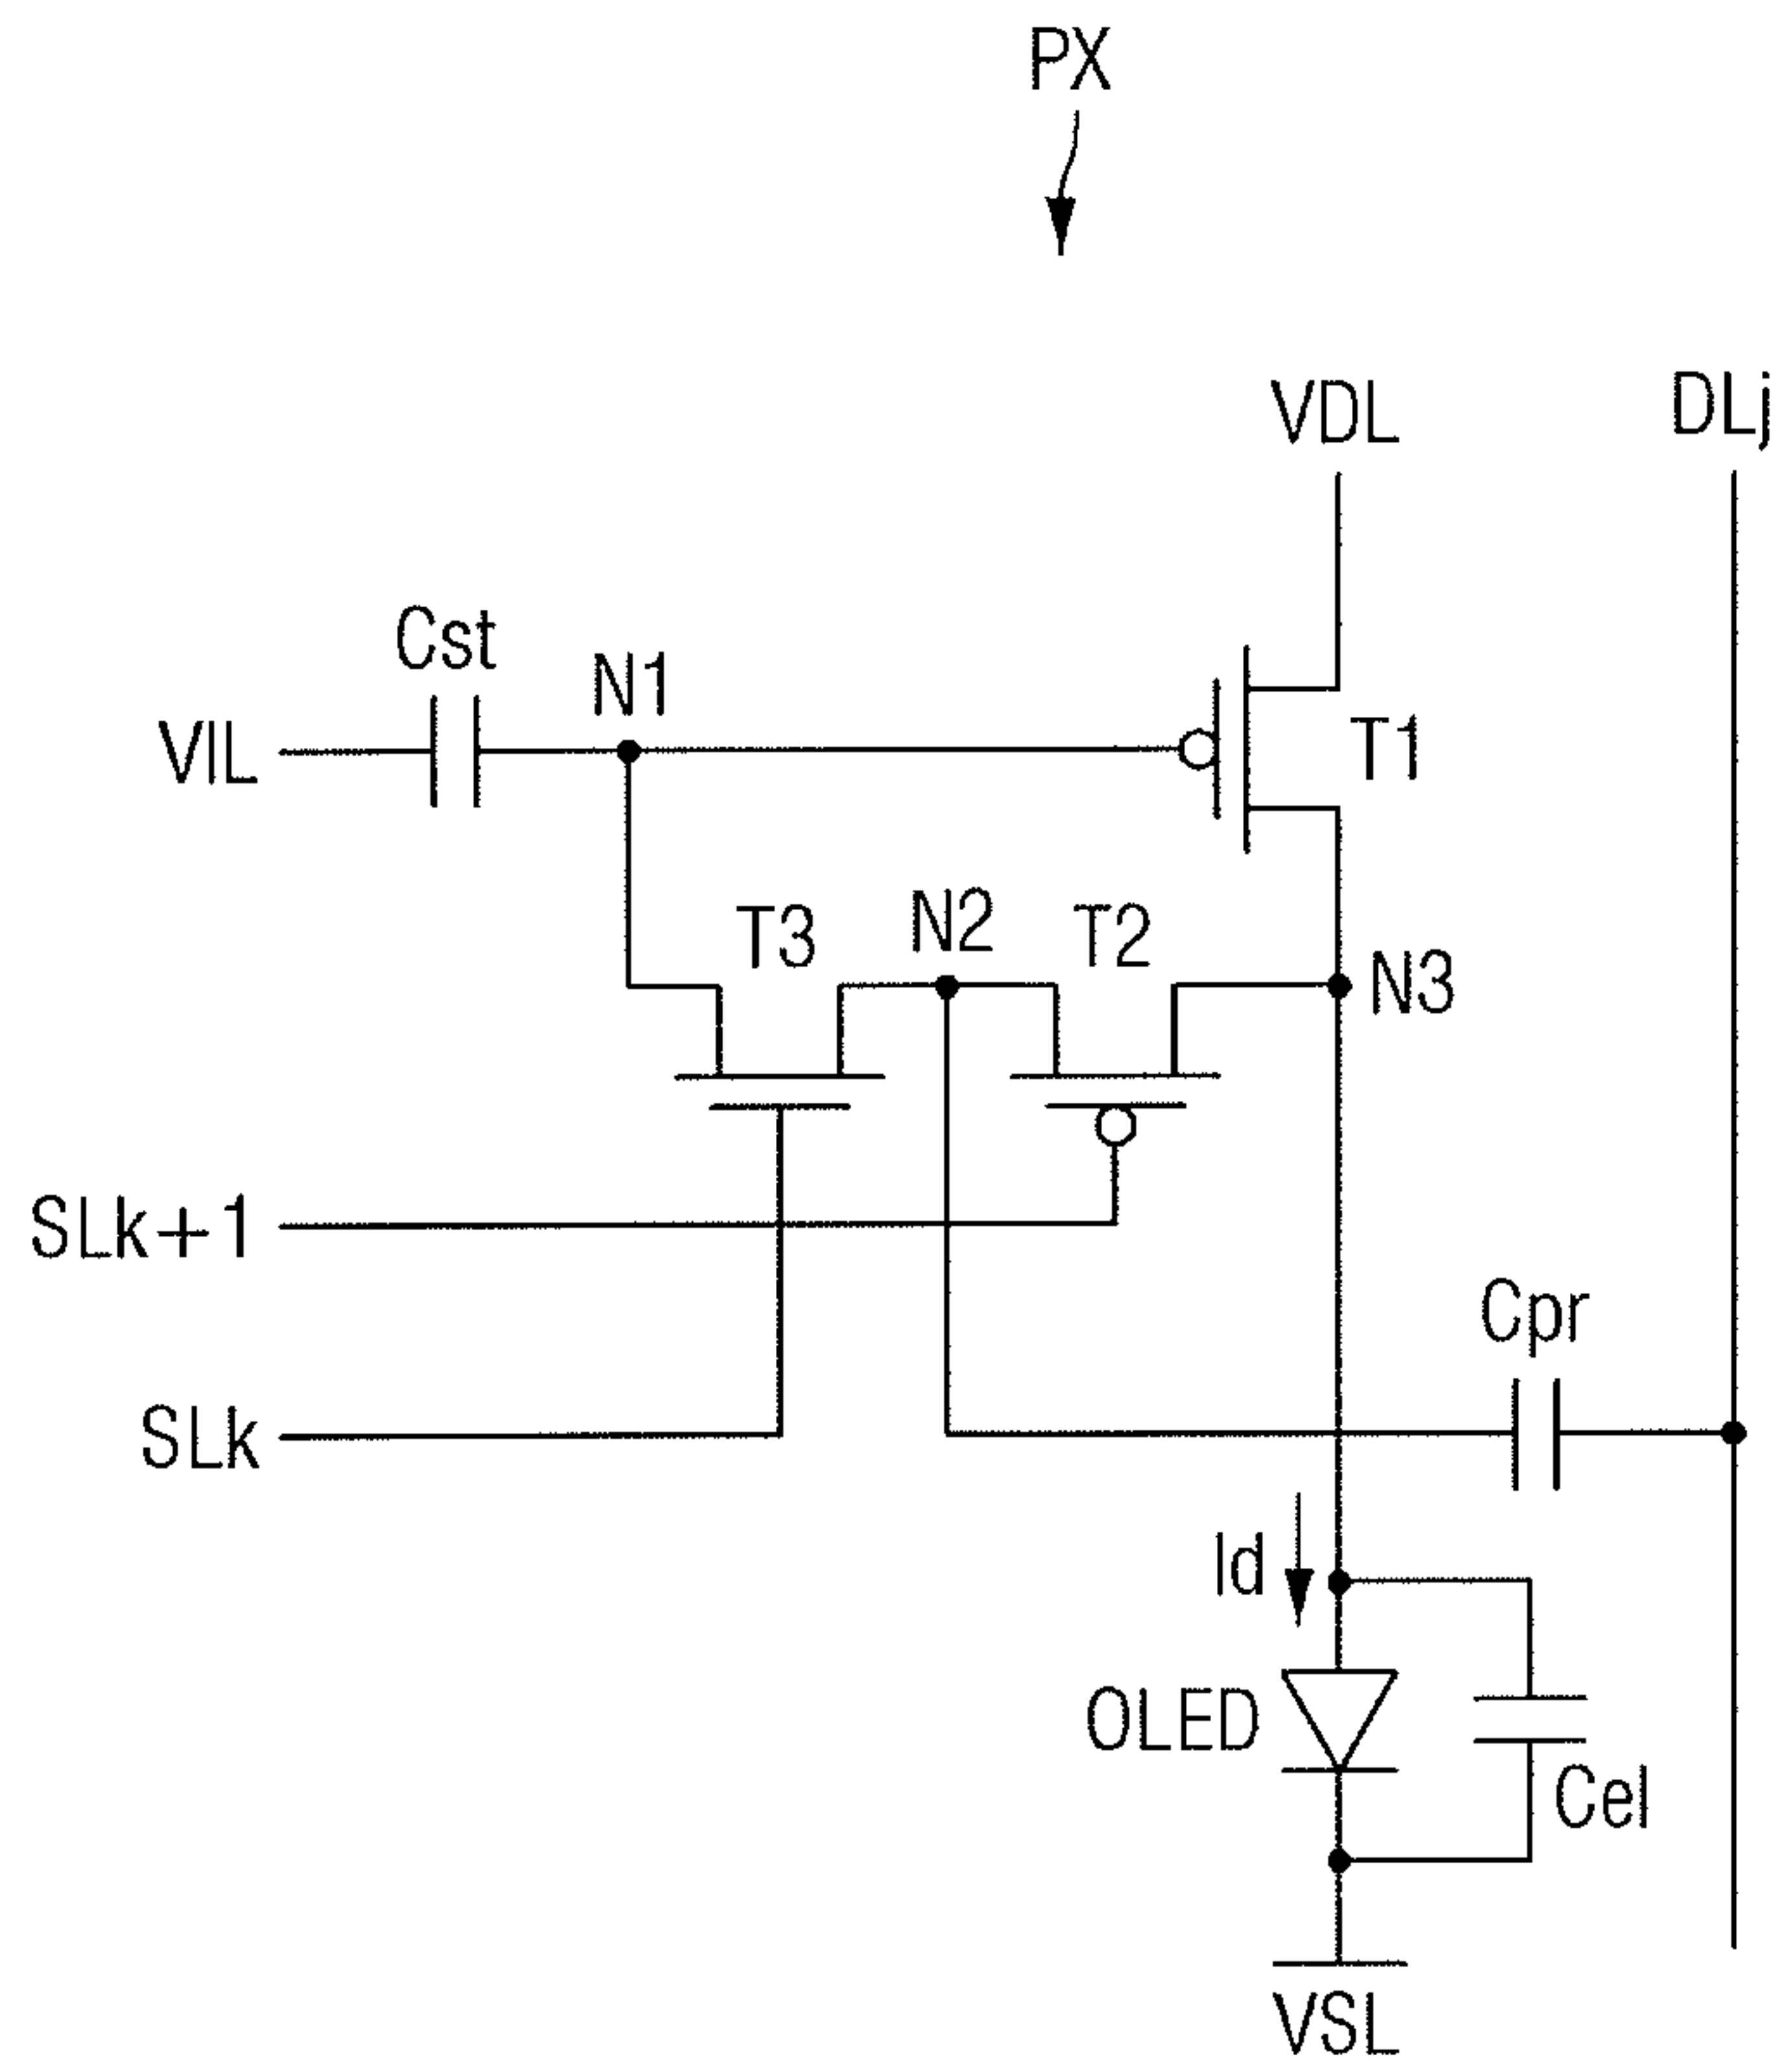 PX
VDL
DLj
Cst
N1
VIL
T1
T3
N2
T2
N3
SLk+1
Cpr
SLk
Id
OLED
Cel
VSL